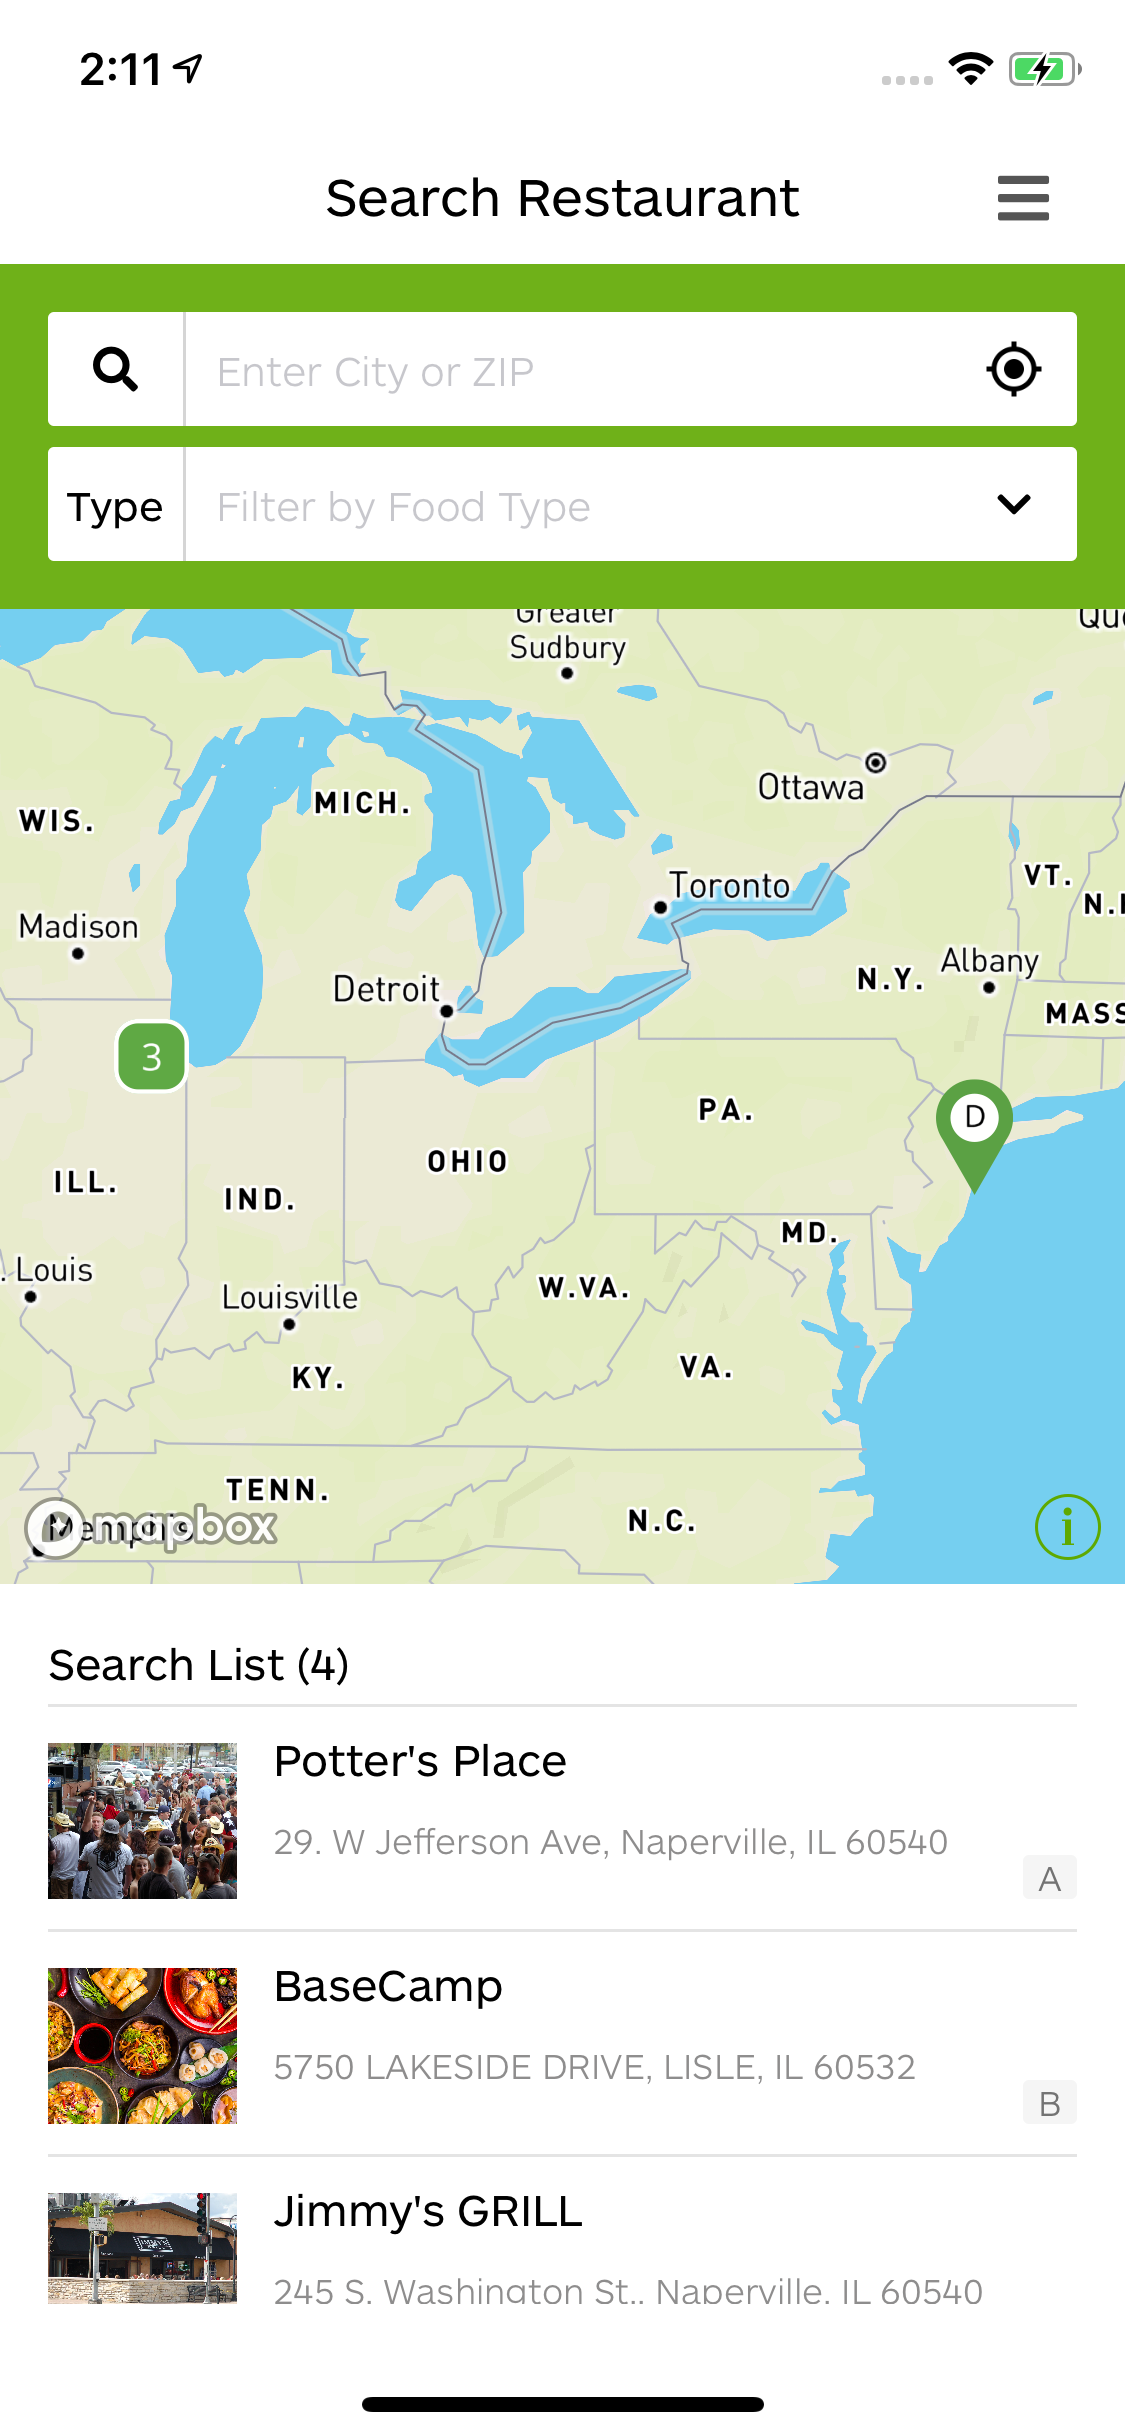 2:11
Search Restaurant
Enter City or ZIP
Type
Filter by Food Type
Greater
Sudbury
Ottawa
MICH.
WIS.
Toronto
VT.
Madison
Albany
N.Y.
Detroit
MASS
3
PA.
D
OHIO
ILL.
IND.
MD.
. Louis
W.VA.
Louisville
VA.
KY.
TENN.
N.C.
Memphis
mapbox
i
Search List (4)
Potter's Place
29. W Jefferson Ave, Naperville, IL 60540
A
BaseCamp
5750 LAKESIDE DRIVE, LISLE, IL 60532
B
Jimmy's GRILL
245 S. Washington St., Naperville, IL 60540